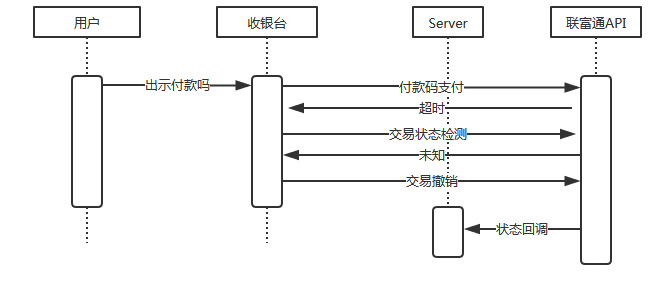 用户
收银台
Server
联富通API
出示付款吗
付款码支付
超时
交易状态检测
未知
交易撤销
状态回调